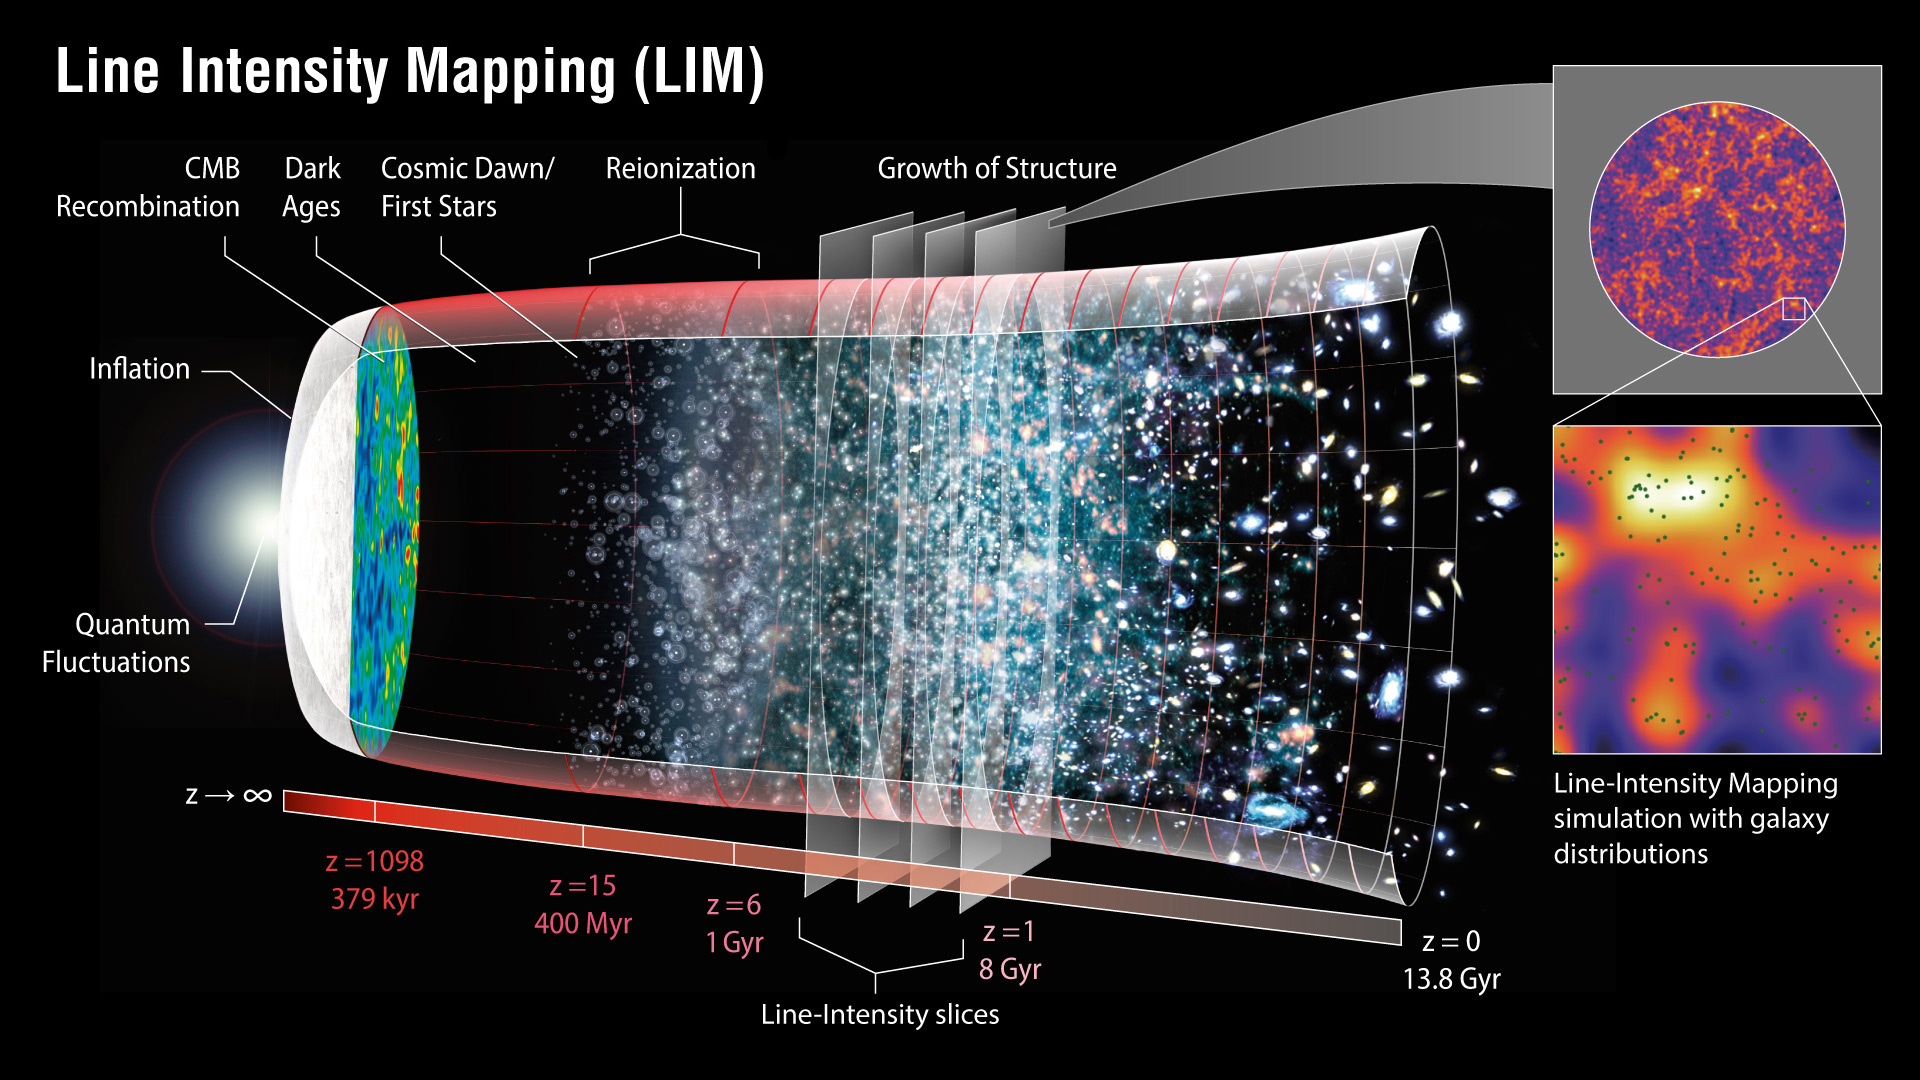 Line Intensity Mapping (LIM)
CMB
Recombination
Dark
Ages
Cosmic Dawn/
First Stars
Reionization
Growth of Structure
Inflation
Quantum
Fluctuations
z → ∞
z =1098
379 kyr
z =15
400 Myr
z =6
1 Gyr
z =1
8 Gyr
z = 0
13.8 Gyr
Line-Intensity slices
Line-Intensity Mapping
simulation with galaxy
distributions